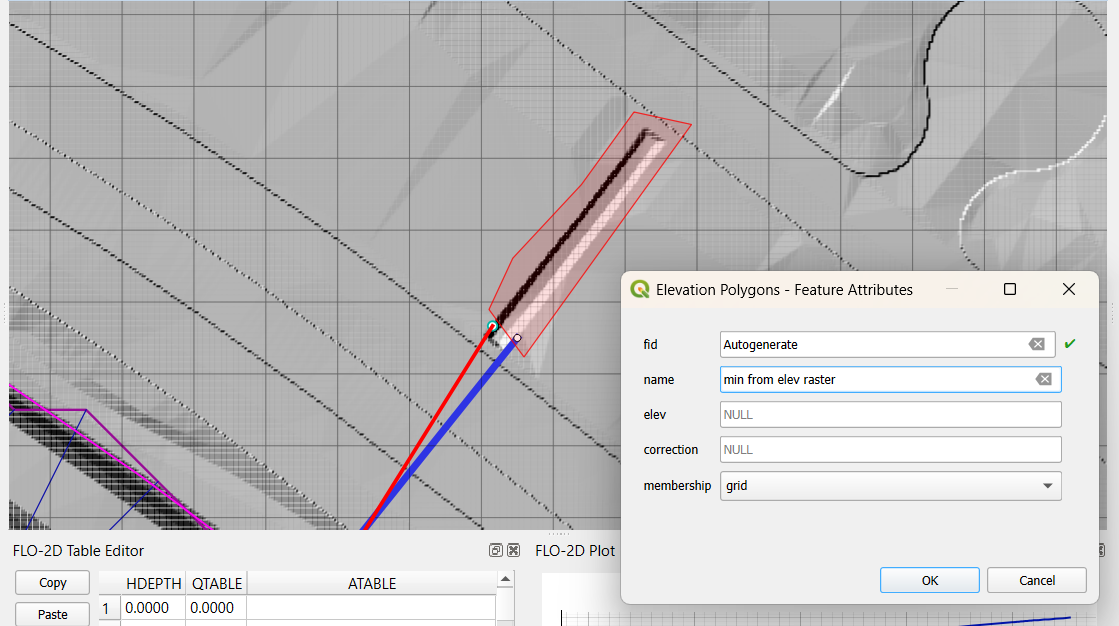 Elevation Polygons - Feature Attributes
fid Autogenerate
name min from elev raster
elev NULL
correction NULL
membership grid
OK Cancel
FLO-2D Table Editor
FLO-2D Plot
Copy
Paste
HDEPTH QTABLE ATABLE
1 0.0000 0.0000